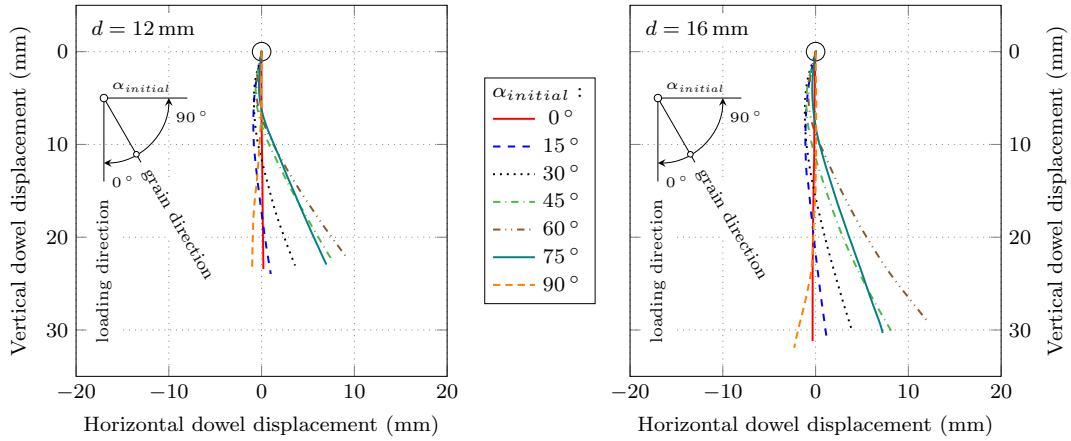 d = 12 mm
Vertical dowel displacement (mm)
0
10
20
30
−20
−10
0
10
20
Horizontal dowel displacement (mm)
α_initial
90°
0°
grain direction
loading direction
α_initial :
0°
15°
30°
45°
60°
75°
90°
d = 16 mm
α_initial
90°
0°
grain direction
loading direction
0
10
20
30
Vertical dowel displacement (mm)
−20
−10
0
10
20
Horizontal dowel displacement (mm)